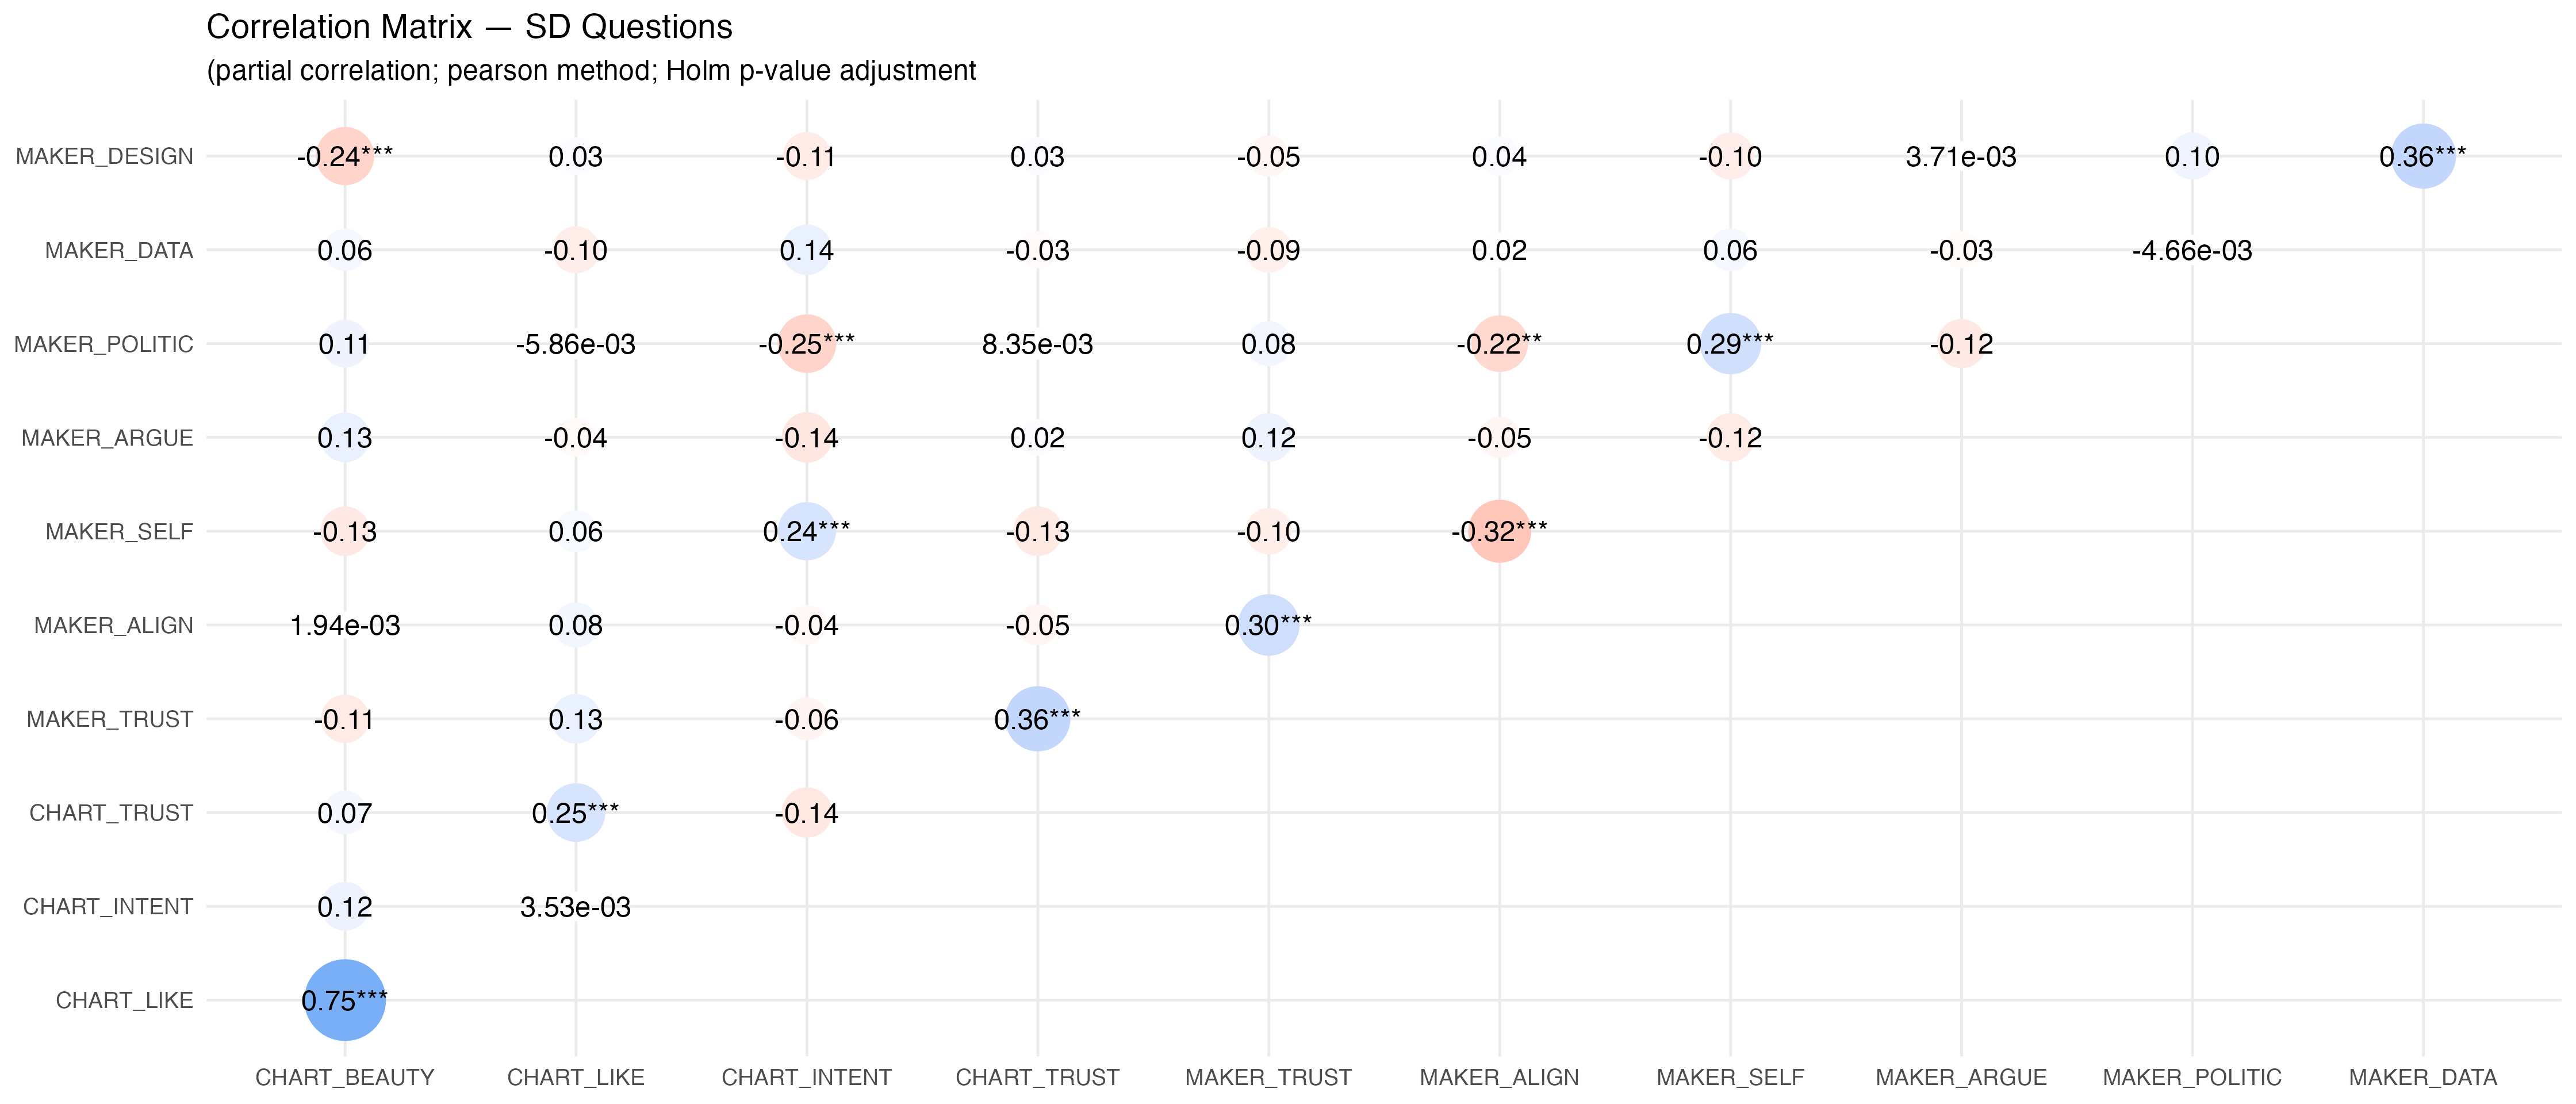 Correlation Matrix — SD Questions
(partial correlation; pearson method; Holm p-value adjustment
MAKER_DESIGN -0.24*** 0.03 -0.11 0.03 -0.05 0.04 -0.10 3.71e-03 0.10 0.36***
MAKER_DATA 0.06 -0.10 0.14 -0.03 -0.09 0.02 0.06 -0.03 -4.66e-03
MAKER_POLITIC 0.11 -5.86e-03 -0.25*** 8.35e-03 0.08 -0.22** 0.29*** -0.12
MAKER_ARGUE 0.13 -0.04 -0.14 0.02 0.12 -0.05 -0.12
MAKER_SELF -0.13 0.06 0.24*** -0.13 -0.10 -0.32***
MAKER_ALIGN 1.94e-03 0.08 -0.04 -0.05 0.30***
MAKER_TRUST -0.11 0.13 -0.06 0.36***
CHART_TRUST 0.07 0.25*** -0.14
CHART_INTENT 0.12 3.53e-03
CHART_LIKE 0.75***
CHART_BEAUTY CHART_LIKE CHART_INTENT CHART_TRUST MAKER_TRUST MAKER_ALIGN MAKER_SELF MAKER_ARGUE MAKER_POLITIC MAKER_DATA